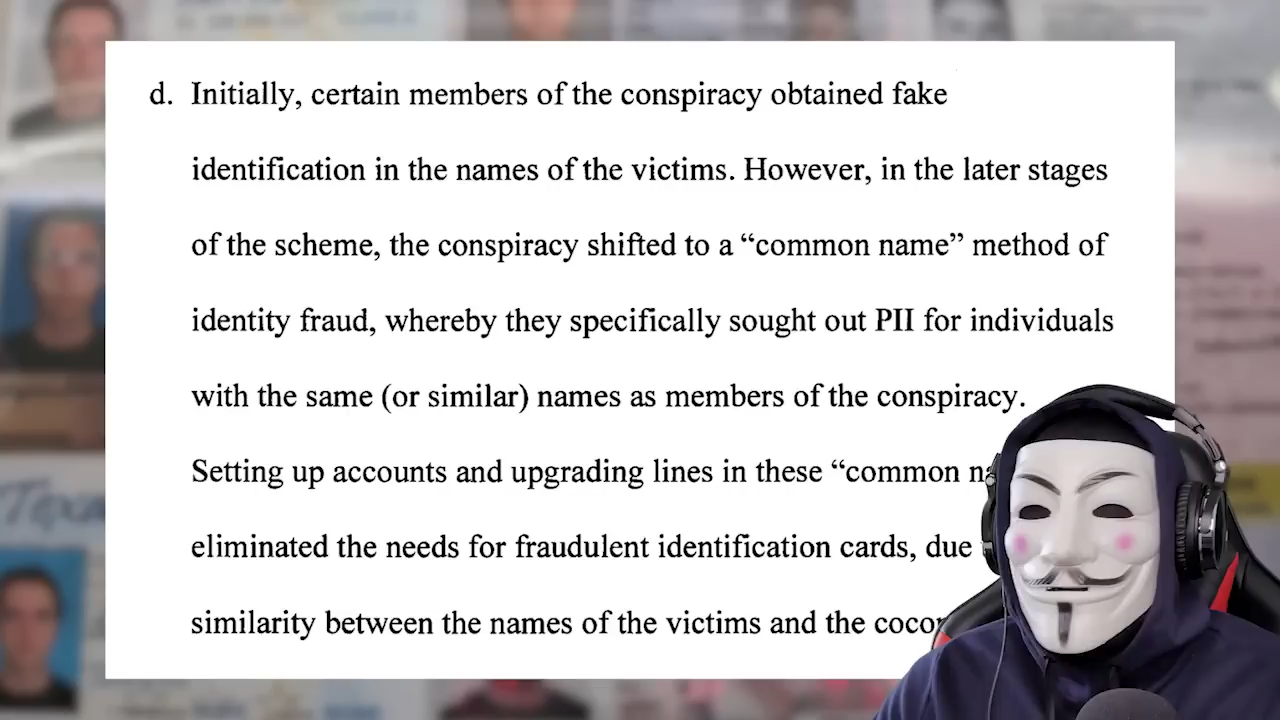 d. Initially, certain members of the conspiracy obtained fake
identification in the names of the victims. However, in the later stages
of the scheme, the conspiracy shifted to a “common name” method of
identity fraud, whereby they specifically sought out PII for individuals
with the same (or similar) names as members of the conspiracy.
Setting up accounts and upgrading lines in these “common
eliminated the needs for fraudulent identification cards, due
similarity between the names of the victims and the